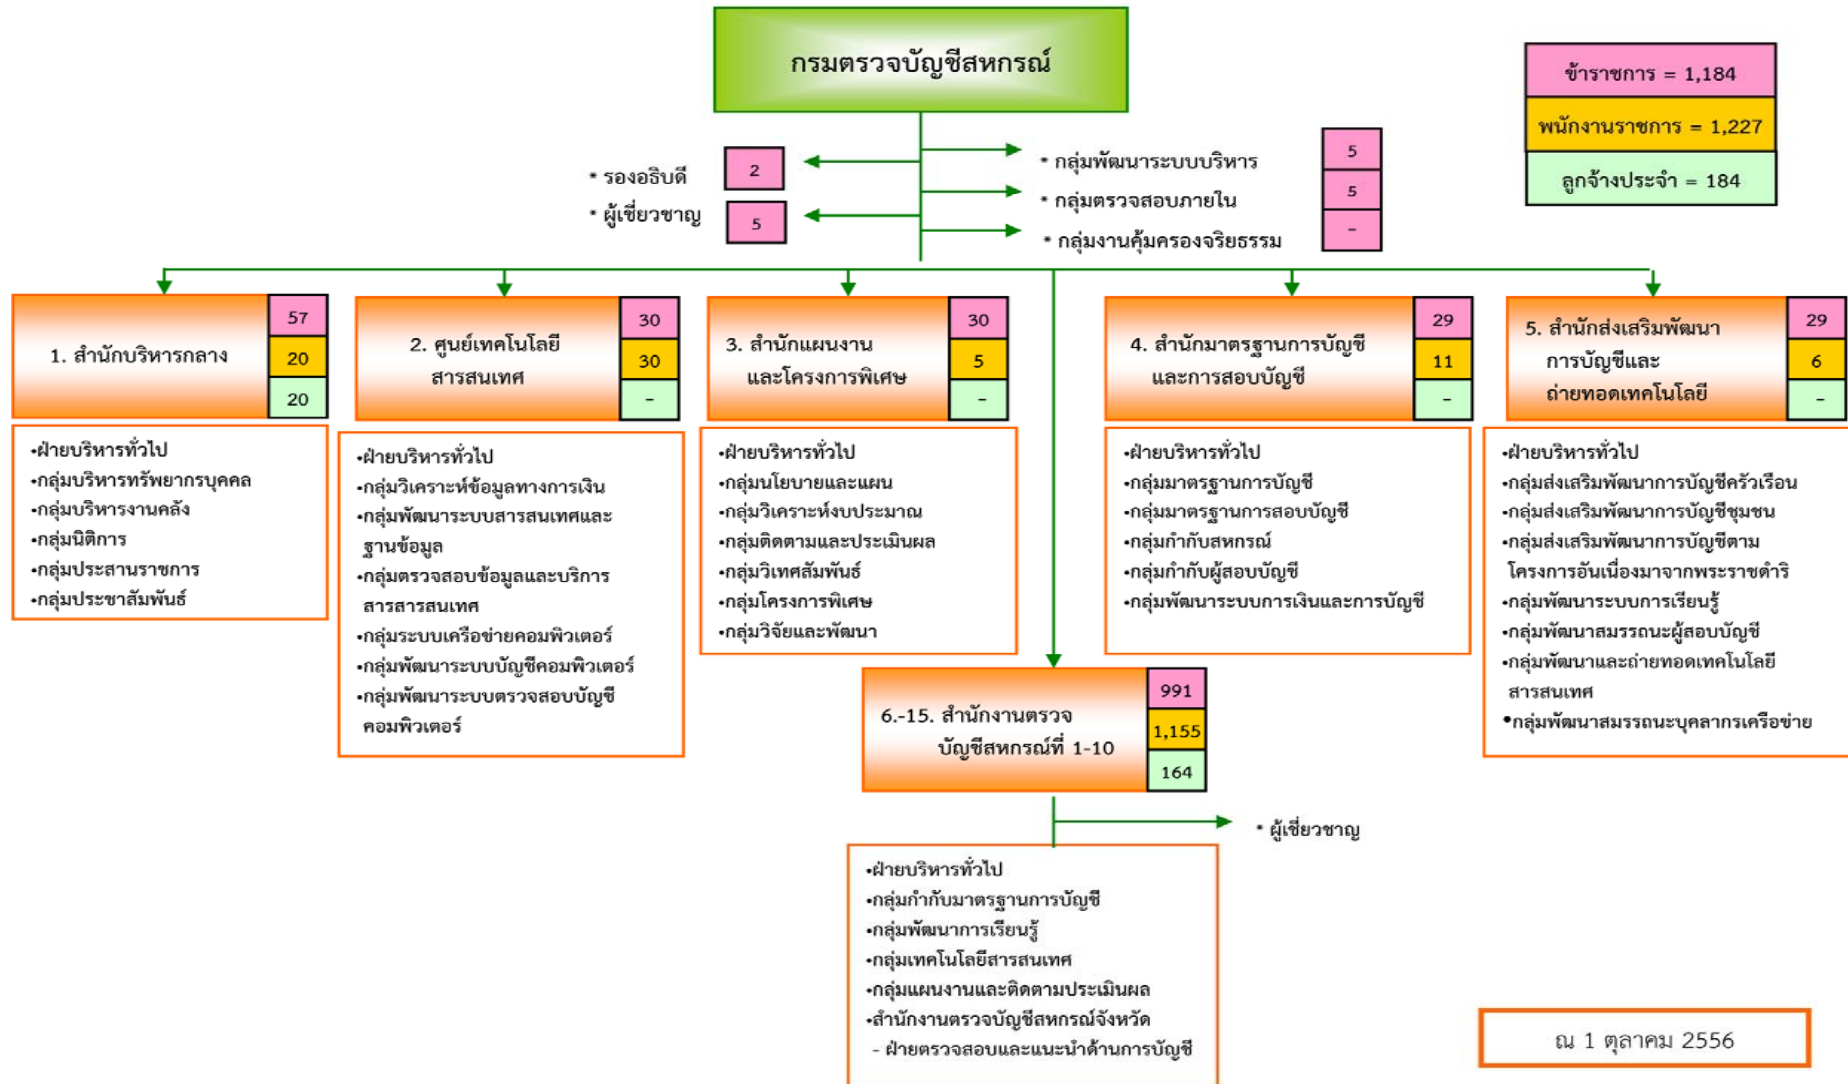 กรมตรวจบัญชีสหกรณ์
ข้าราชการ = 1,184
พนักงานราชการ = 1,227
ลูกจ้างประจำ = 184
* รองอธิบดี
2
* ผู้เชี่ยวชาญ
5
* กลุ่มพัฒนาระบบบริหาร
5
* กลุ่มตรวจสอบภายใน
5
* กลุ่มงานคุ้มครองจริยธรรม
-
1. สำนักบริหารกลาง
57
20
20
•ฝ่ายบริหารทั่วไป
•กลุ่มบริหารทรัพยากรบุคคล
•กลุ่มบริหารงานคลัง
•กลุ่มนิติการ
•กลุ่มประสานราชการ
•กลุ่มประชาสัมพันธ์
2. ศูนย์เทคโนโลยี
สารสนเทศ
30
30
-
•ฝ่ายบริหารทั่วไป
•กลุ่มวิเคราะห์ข้อมูลทางการเงิน
•กลุ่มพัฒนาระบบสารสนเทศและ
ฐานข้อมูล
•กลุ่มตรวจสอบข้อมูลและบริการ
สารสารสนเทศ
•กลุ่มระบบเครือข่ายคอมพิวเตอร์
•กลุ่มพัฒนาระบบบัญชีคอมพิวเตอร์
•กลุ่มพัฒนาระบบตรวจสอบบัญชี
คอมพิวเตอร์
3. สำนักแผนงาน
และโครงการพิเศษ
30
5
-
•ฝ่ายบริหารทั่วไป
•กลุ่มนโยบายและแผน
•กลุ่มวิเคราะห์งบประมาณ
•กลุ่มติดตามและประเมินผล
•กลุ่มวิเทศสัมพันธ์
•กลุ่มโครงการพิเศษ
•กลุ่มวิจัยและพัฒนา
4. สำนักมาตรฐานการบัญชี
และการสอบบัญชี
29
11
-
•ฝ่ายบริหารทั่วไป
•กลุ่มมาตรฐานการบัญชี
•กลุ่มมาตรฐานการสอบบัญชี
•กลุ่มกำกับสหกรณ์
•กลุ่มกำกับผู้สอบบัญชี
•กลุ่มพัฒนาระบบการเงินและการบัญชี
5. สำนักส่งเสริมพัฒนา
การบัญชีและ
ถ่ายทอดเทคโนโลยี
29
6
-
•ฝ่ายบริหารทั่วไป
•กลุ่มส่งเสริมพัฒนาการบัญชีครัวเรือน
•กลุ่มส่งเสริมพัฒนาการบัญชีชุมชน
•กลุ่มส่งเสริมพัฒนาการบัญชีตาม
โครงการอันเนื่องมาจากพระราชดำริ
•กลุ่มพัฒนาระบบการเรียนรู้
•กลุ่มพัฒนาสมรรถนะผู้สอบบัญชี
•กลุ่มพัฒนาและถ่ายทอดเทคโนโลยี
สารสนเทศ
•กลุ่มพัฒนาสมรรถนะบุคลากรเครือข่าย
6.-15. สำนักงานตรวจ
บัญชีสหกรณ์ที่ 1-10
991
1,155
164
* ผู้เชี่ยวชาญ
•ฝ่ายบริหารทั่วไป
•กลุ่มกำกับมาตรฐานการบัญชี
•กลุ่มพัฒนาการเรียนรู้
•กลุ่มเทคโนโลยีสารสนเทศ
•กลุ่มแผนงานและติดตามประเมินผล
•สำนักงานตรวจบัญชีสหกรณ์จังหวัด
- ฝ่ายตรวจสอบและแนะนำด้านการบัญชี
ณ 1 ตุลาคม 2556